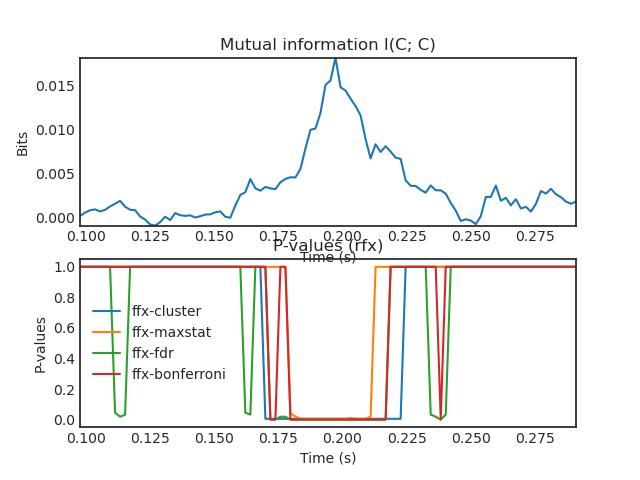 Mutual information I(C; C)
0.015
0.010
0.005
0.000
Bits
0.100 0.125 0.150 0.175 0.200 0.225 0.250 0.275
Time (s)
P-values (rfx)
1.0
0.8
0.6
0.4
0.2
0.0
P-values
ffx-cluster
ffx-maxstat
ffx-fdr
ffx-bonferroni
0.100 0.125 0.150 0.175 0.200 0.225 0.250 0.275
Time (s)